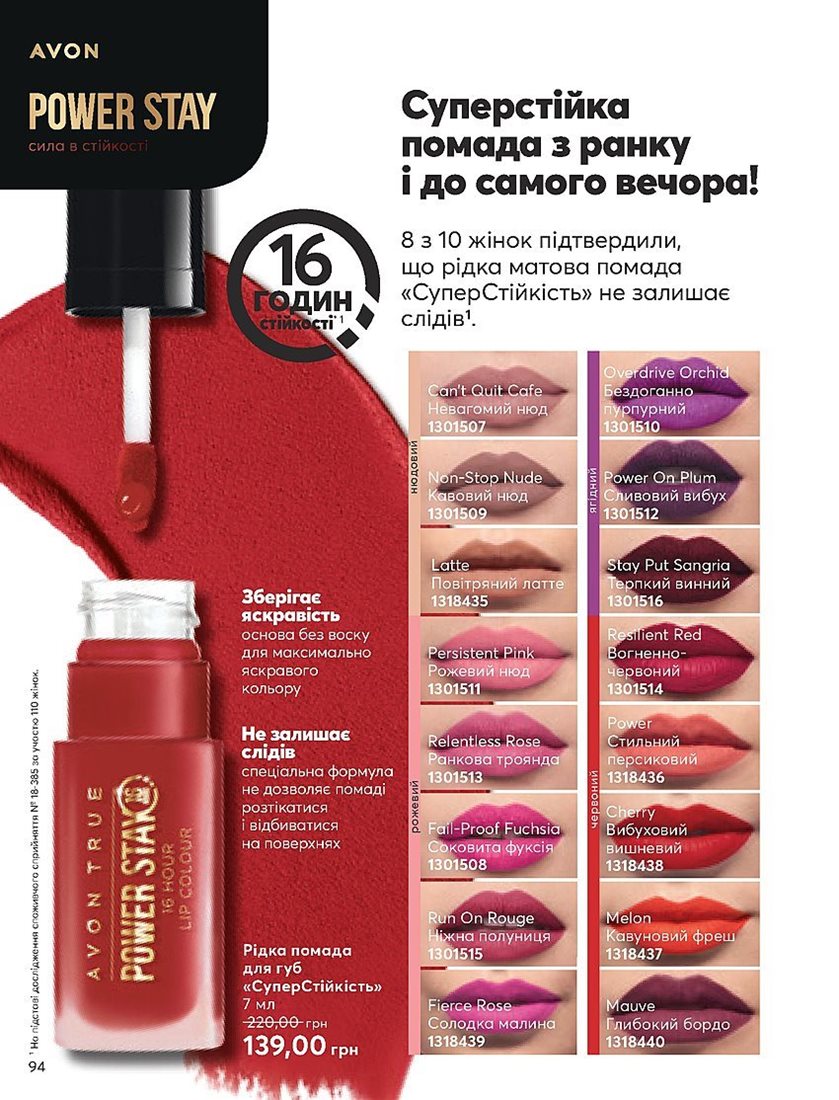 AVON
POWER STAY
сила в стійкості
Суперстійка
помада з ранку
і до самого вечора!
16
ГОДИН
стійкості*¹
8 з 10 жінок підтвердили,
що рідка матова помада
«СуперСтійкість» не залишає
слідів¹.
нюдовий
Can't Quit Cafe
Невагомий нюд
1301507
Non-Stop Nude
Кавовий нюд
1301509
Latte
Повітряний латте
1318435
рожевий
Persistent Pink
Рожевий нюд
1301511
Relentless Rose
Ранкова троянда
1301513
Fail-Proof Fuchsia
Соковита фуксія
1301508
Run On Rouge
Ніжна полуниця
1301515
Fierce Rose
Солодка малина
1318439
ягідний
Overdrive Orchid
Бездоганно
пурпурний
1301510
Power On Plum
Сливовий вибух
1301512
Stay Put Sangria
Терпкий винний
1301516
червоний
Resilient Red
Вогненно-
червоний
1301514
Power
Стильний
персиковий
1318436
Cherry
Вибуховий
вишневий
1318438
Melon
Кавуновий фреш
1318437
Mauve
Глибокий бордо
1318440
Зберігає
яскравість
основа без воску
для максимально
яскравого
кольору
Не залишає
слідів
спеціальна формула
не дозволяє помаді
розтікатися
і відбиватися
на поверхнях
AVON TRUE
POWER STAY
16 HOUR
LIP COLOUR
16
Рідка помада
для губ
«СуперСтійкість»
7 мл
220,00 грн
139,00 грн
¹ На підставі дослідження споживчого сприйняття № 18-385 за участю 110 жінок.
94